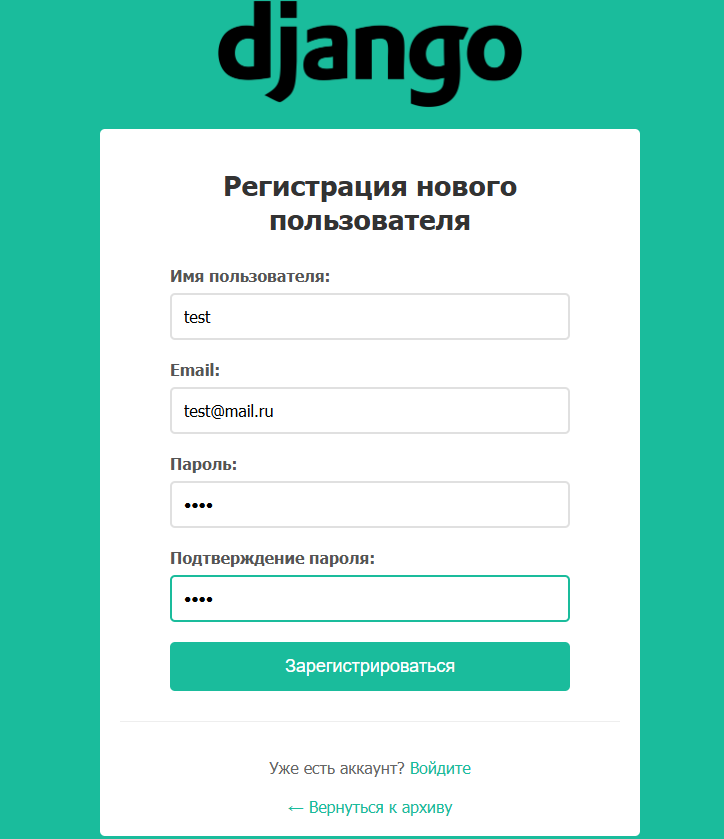 django
Регистрация нового
пользователя
Имя пользователя:
test
Email:
test@mail.ru
Пароль:
••••
Подтверждение пароля:
••••
Зарегистрироваться
Уже есть аккаунт? Войдите
← Вернуться к архиву